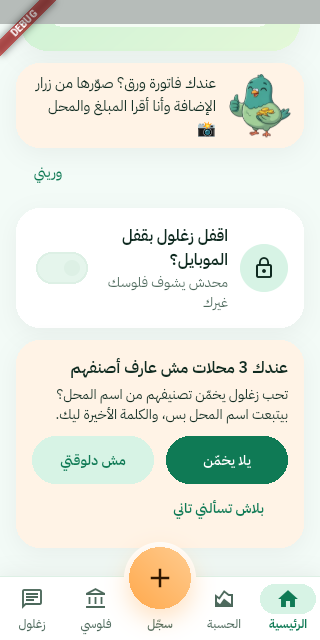 DEBUG
عندك فاتورة ورق؟ صوّرها من زرار
الإضافة وأنا أقرا المبلغ والمحل
📸
وريني
اقفل زغلول بقفل
الموبايل؟
محدش يشوف فلوسك
غيرك
عندك 3 محلات مش عارف أصنفهم
تحب زغلول يخمّن تصنيفهم من اسم المحل؟
بيتبعت اسم المحل بس، والكلمة الأخيرة ليك.
يلا يخمّن
مش دلوقتي
بلاش تسألني تاني
الرئيسية
الحسبة
سجّل
فلوسي
زغلول